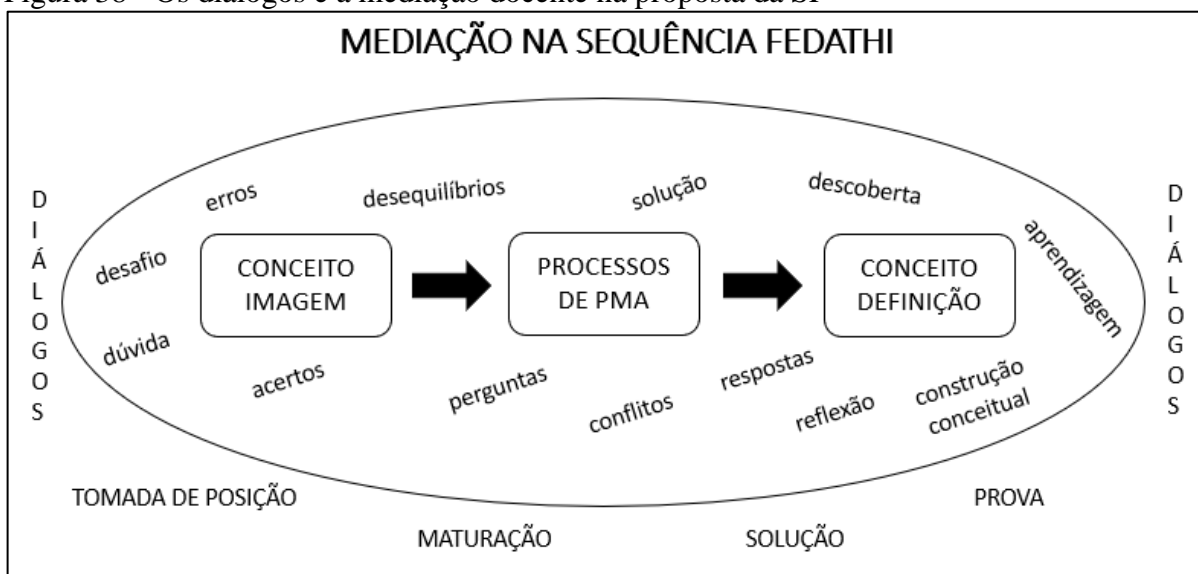 Figura 38 - Os diálogos e a mediação docente na proposta da SF
MEDIAÇÃO NA SEQUÊNCIA FEDATHI
DIÁLOGOS
erros
desequilíbrios
solução
descoberta
desafio
aprendizagem
CONCEITO
IMAGEM
PROCESSOS
DE PMA
CONCEITO
DEFINIÇÃO
dúvida
acertos
perguntas
conflitos
respostas
reflexão
construção
conceitual
DIÁLOGOS
TOMADA DE POSIÇÃO
MATURAÇÃO
SOLUÇÃO
PROVA